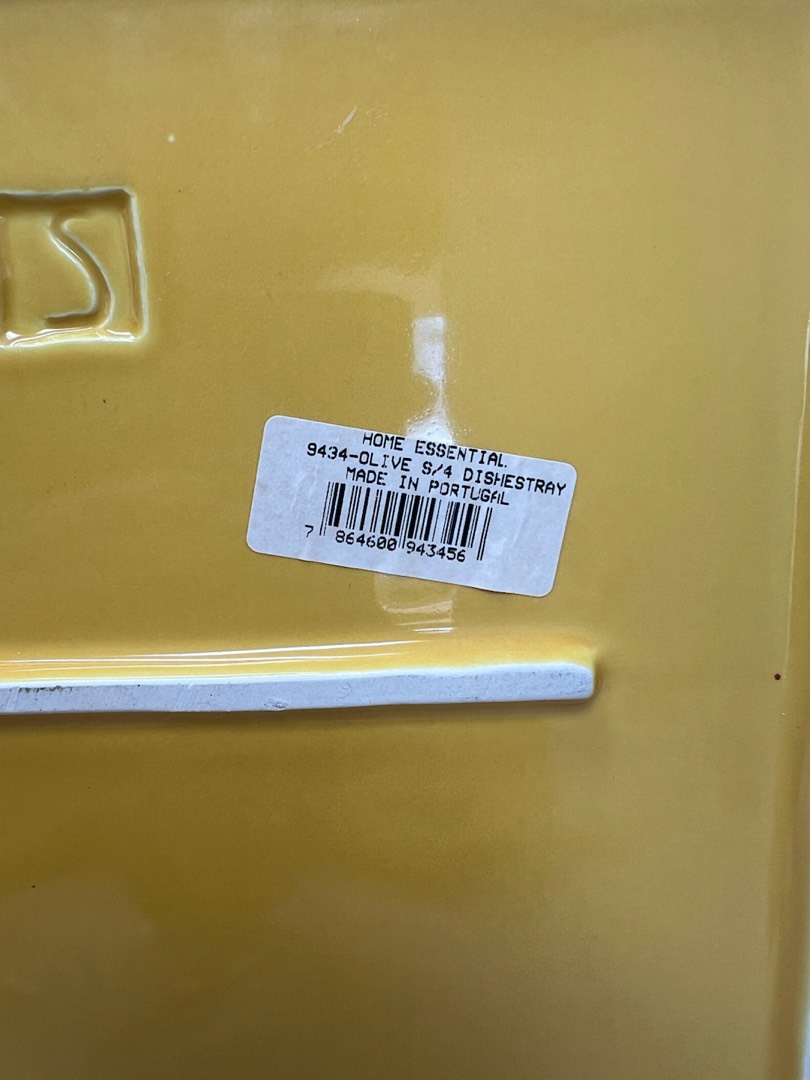 S
HOME ESSENTIAL
9434-OLIVE S/4 DISHESTRAY
MADE IN PORTUGAL
7 864600 943456